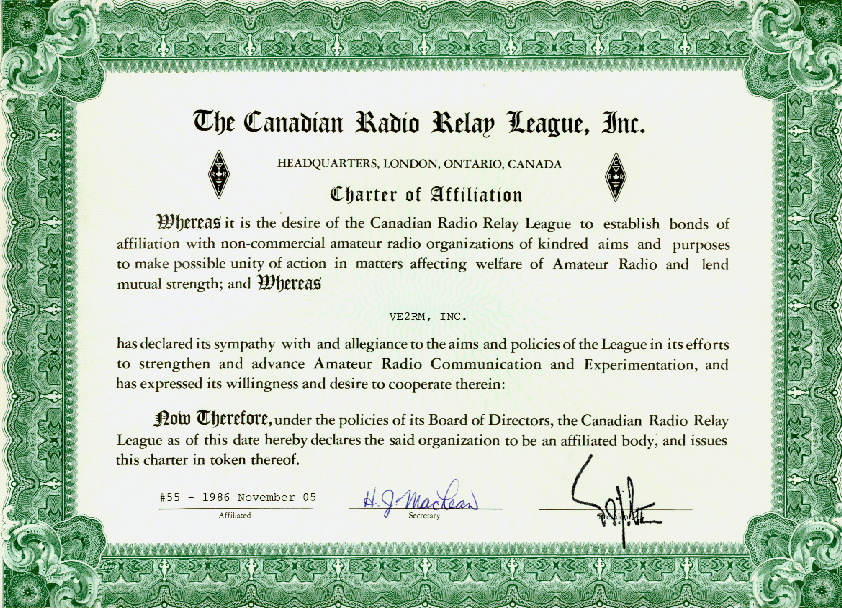 The Canadian Radio Relay League, Inc.
HEADQUARTERS, LONDON, ONTARIO, CANADA
Charter of Affiliation
Whereas it is the desire of the Canadian Radio Relay League to establish bonds of
affiliation with non-commercial amateur radio organizations of kindred aims and purposes
to make possible unity of action in matters affecting welfare of Amateur Radio and lend
mutual strength; and Whereas
VE2RM, INC.
has declared its sympathy with and allegiance to the aims and policies of the League in its efforts
to strengthen and advance Amateur Radio Communication and Experimentation, and
has expressed its willingness and desire to cooperate therein:
Now Therefore, under the policies of its Board of Directors, the Canadian Radio Relay
League as of this date hereby declares the said organization to be an affiliated body, and issues
this charter in token thereof.
#55 - 1986 November 05 H. J. MacLean
Affiliated Secretary